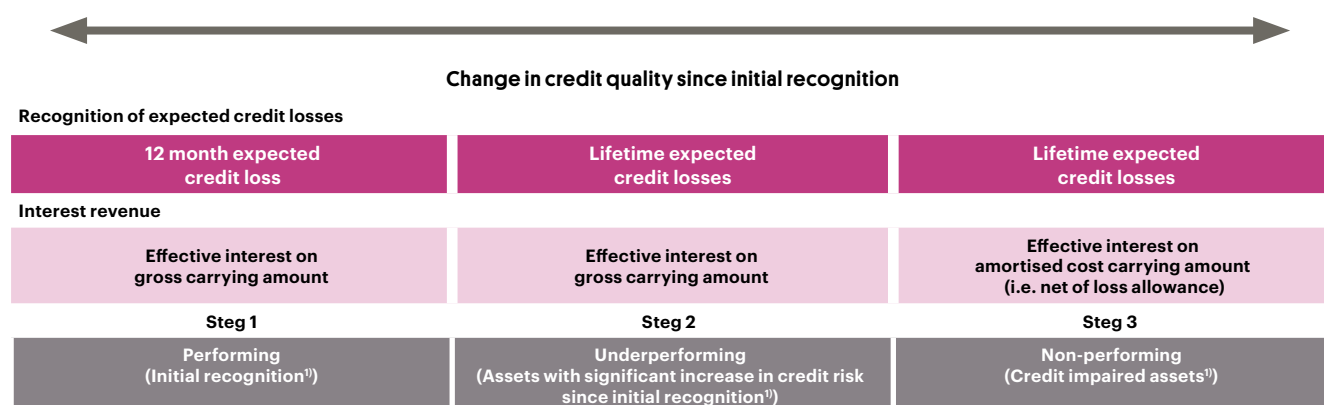 Change in credit quality since initial recognition
Recognition of expected credit losses
12 month expected
credit loss
Lifetime expected
credit losses
Lifetime expected
credit losses
Interest revenue
Effective interest on
gross carrying amount
Effective interest on
gross carrying amount
Effective interest on
amortised cost carrying amount
(i.e. net of loss allowance)
Steg 1
Steg 2
Steg 3
Performing
(Initial recognition¹⁾)
Underperforming
(Assets with significant increase in credit risk
since initial recognition¹⁾)
Non-performing
(Credit impaired assets¹⁾)